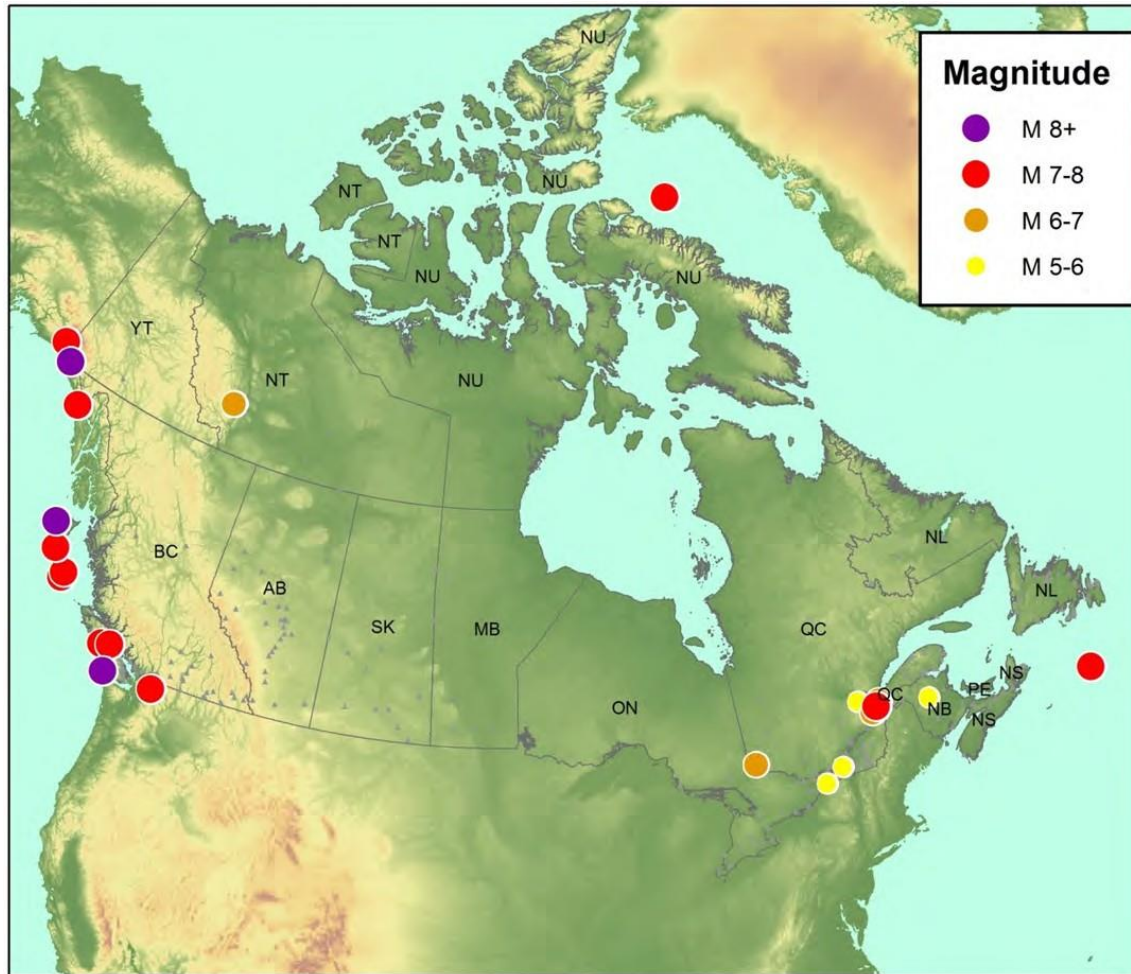 NU
Magnitude
M 8+
M 7-8
M 6-7
M 5-6
NT
NU
NT
NU
NU
YT
NT
NU
BC
AB
SK
MB
ON
QC
NL
NL
QC
NB
PE
NS
NS